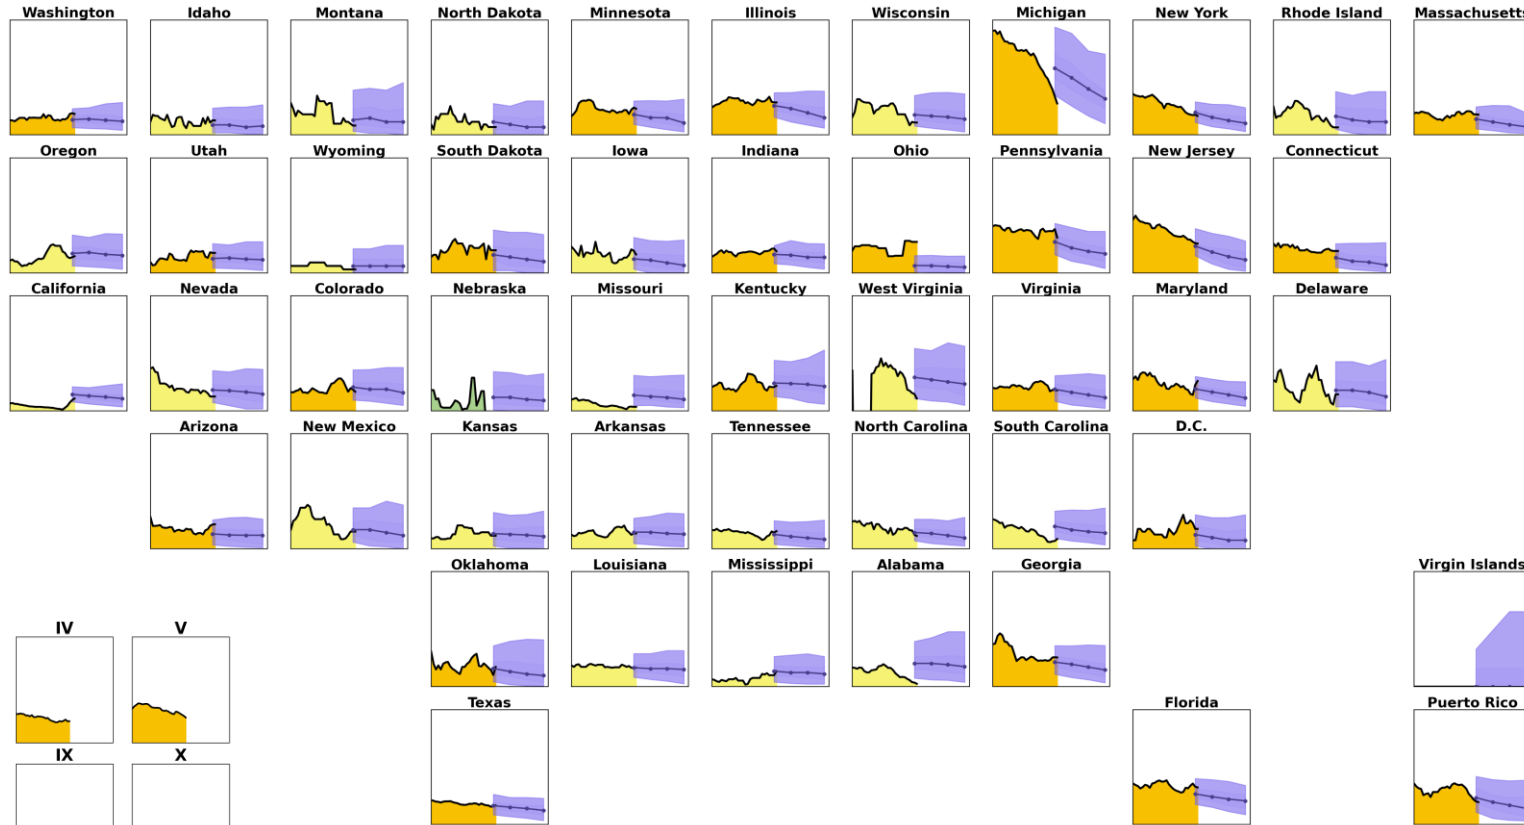 Washington Idaho Montana North Dakota Minnesota Illinois Wisconsin Michigan New York Rhode Island Massachusetts
Oregon Utah Wyoming South Dakota Iowa Indiana Ohio Pennsylvania New Jersey Connecticut
California Nevada Colorado Nebraska Missouri Kentucky West Virginia Virginia Maryland Delaware
Arizona New Mexico Kansas Arkansas Tennessee North Carolina South Carolina D.C.
Oklahoma Louisiana Mississippi Alabama Georgia Virgin Islands
IV V
Texas Florida Puerto Rico
IX X